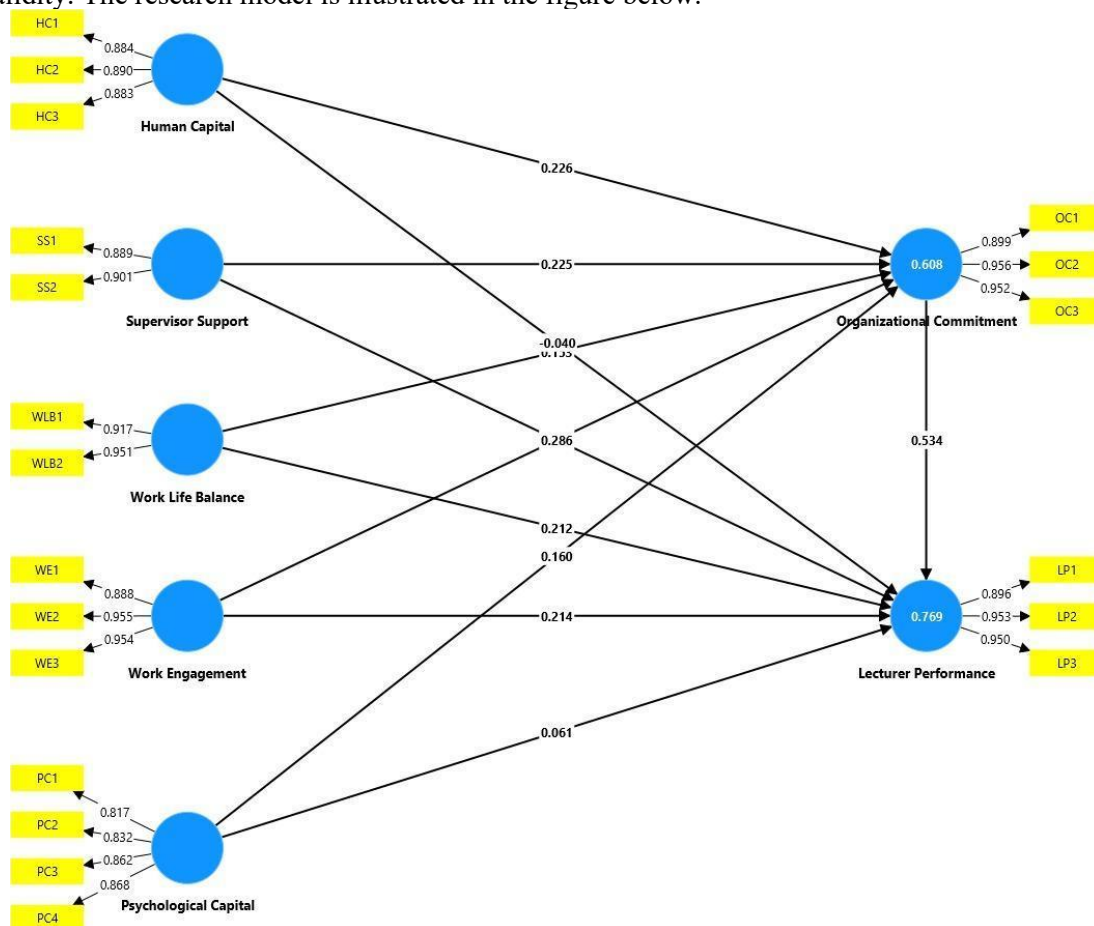 The research model is illustrated in the figure below.
HC1
0.884
HC2
0.890
0.883
HC3
Human Capital
0.226
SS1
0.889
SS2
0.901
Supervisor Support
0.225
0.608
OC1
0.899
0.956
OC2
0.952
OC3
Organizational Commitment
-0.040
WLB1
0.917
WLB2
0.951
Work Life Balance
0.286
0.534
0.212
0.160
WE1
0.888
WE2
0.955
0.954
WE3
Work Engagement
0.214
0.769
LP1
0.896
0.953
LP2
0.950
LP3
Lecturer Performance
0.061
PC1
0.817
PC2
0.832
PC3
0.862
0.868
PC4
Psychological Capital